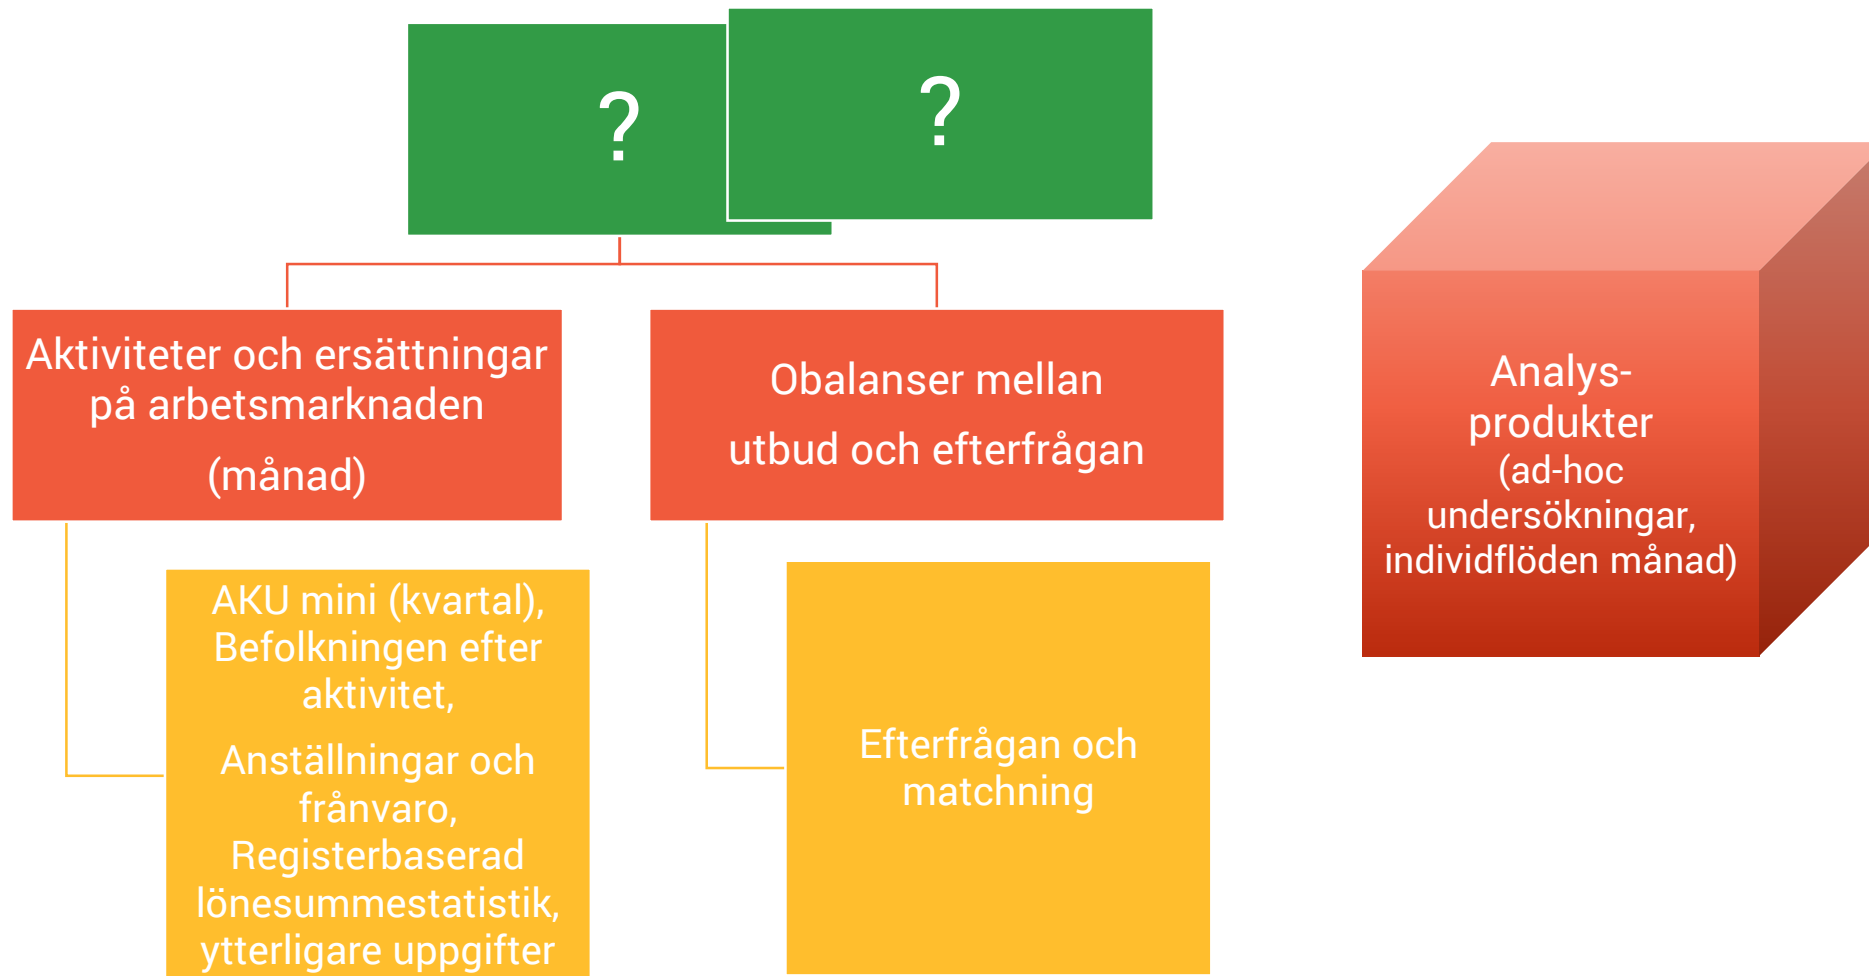 ?
?
Aktiviteter och ersättningar
på arbetsmarknaden
(månad)
Obalanser mellan
utbud och efterfrågan
AKU mini (kvartal),
Befolkningen efter
aktivitet,
Anställningar och
frånvaro,
Registerbaserad
lönesummestatistik,
ytterligare uppgifter
Efterfrågan och
matchning
Analys-
produkter
(ad-hoc
undersökningar,
individflöden månad)